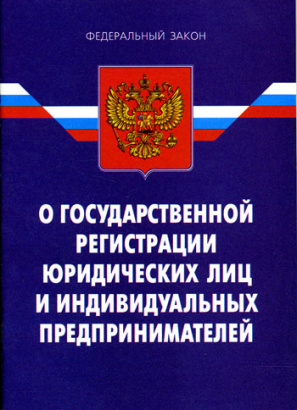 ФЕДЕРАЛЬНЫЙ ЗАКОН
О ГОСУДАРСТВЕННОЙ
РЕГИСТРАЦИИ
ЮРИДИЧЕСКИХ ЛИЦ
И ИНДИВИДУАЛЬНЫХ
ПРЕДПРИНИМАТЕЛЕЙ